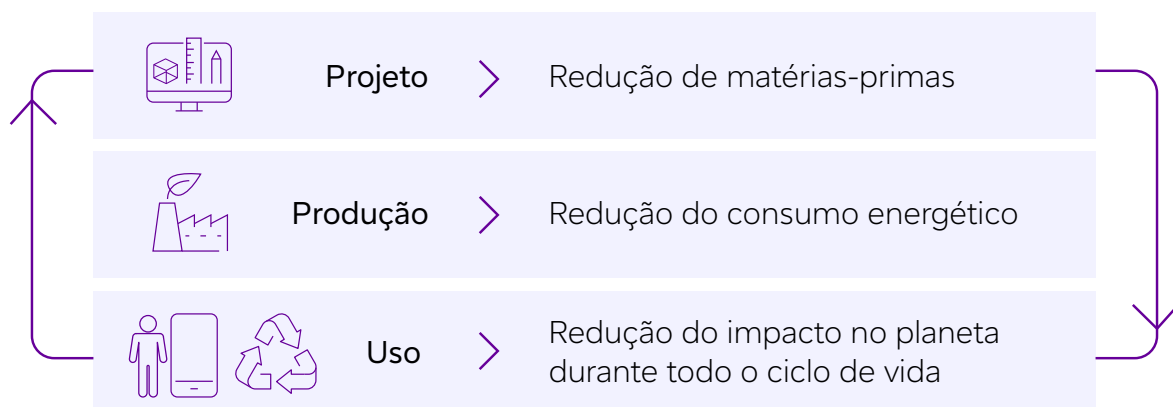 Projeto
Redução de matérias-primas
Produção
Redução do consumo energético
Uso
Redução do impacto no planeta
durante todo o ciclo de vida